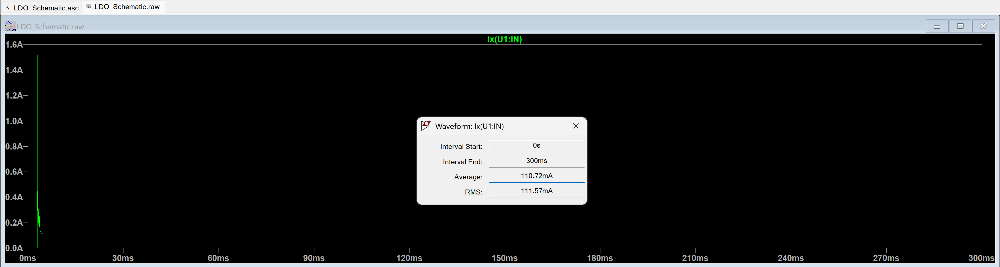 LDO_Schematic.asc
LDO_Schematic.raw
LDO_Schematic.raw
Ix(U1:IN)
1.6A
1.4A
1.2A
1.0A
0.8A
0.6A
0.4A
0.2A
0.0A
0ms 30ms 60ms 90ms 120ms 150ms 180ms 210ms 240ms 270ms 300ms
Waveform: Ix(U1:IN)
Interval Start: 0s
Interval End: 300ms
Average: 110.72mA
RMS: 111.57mA